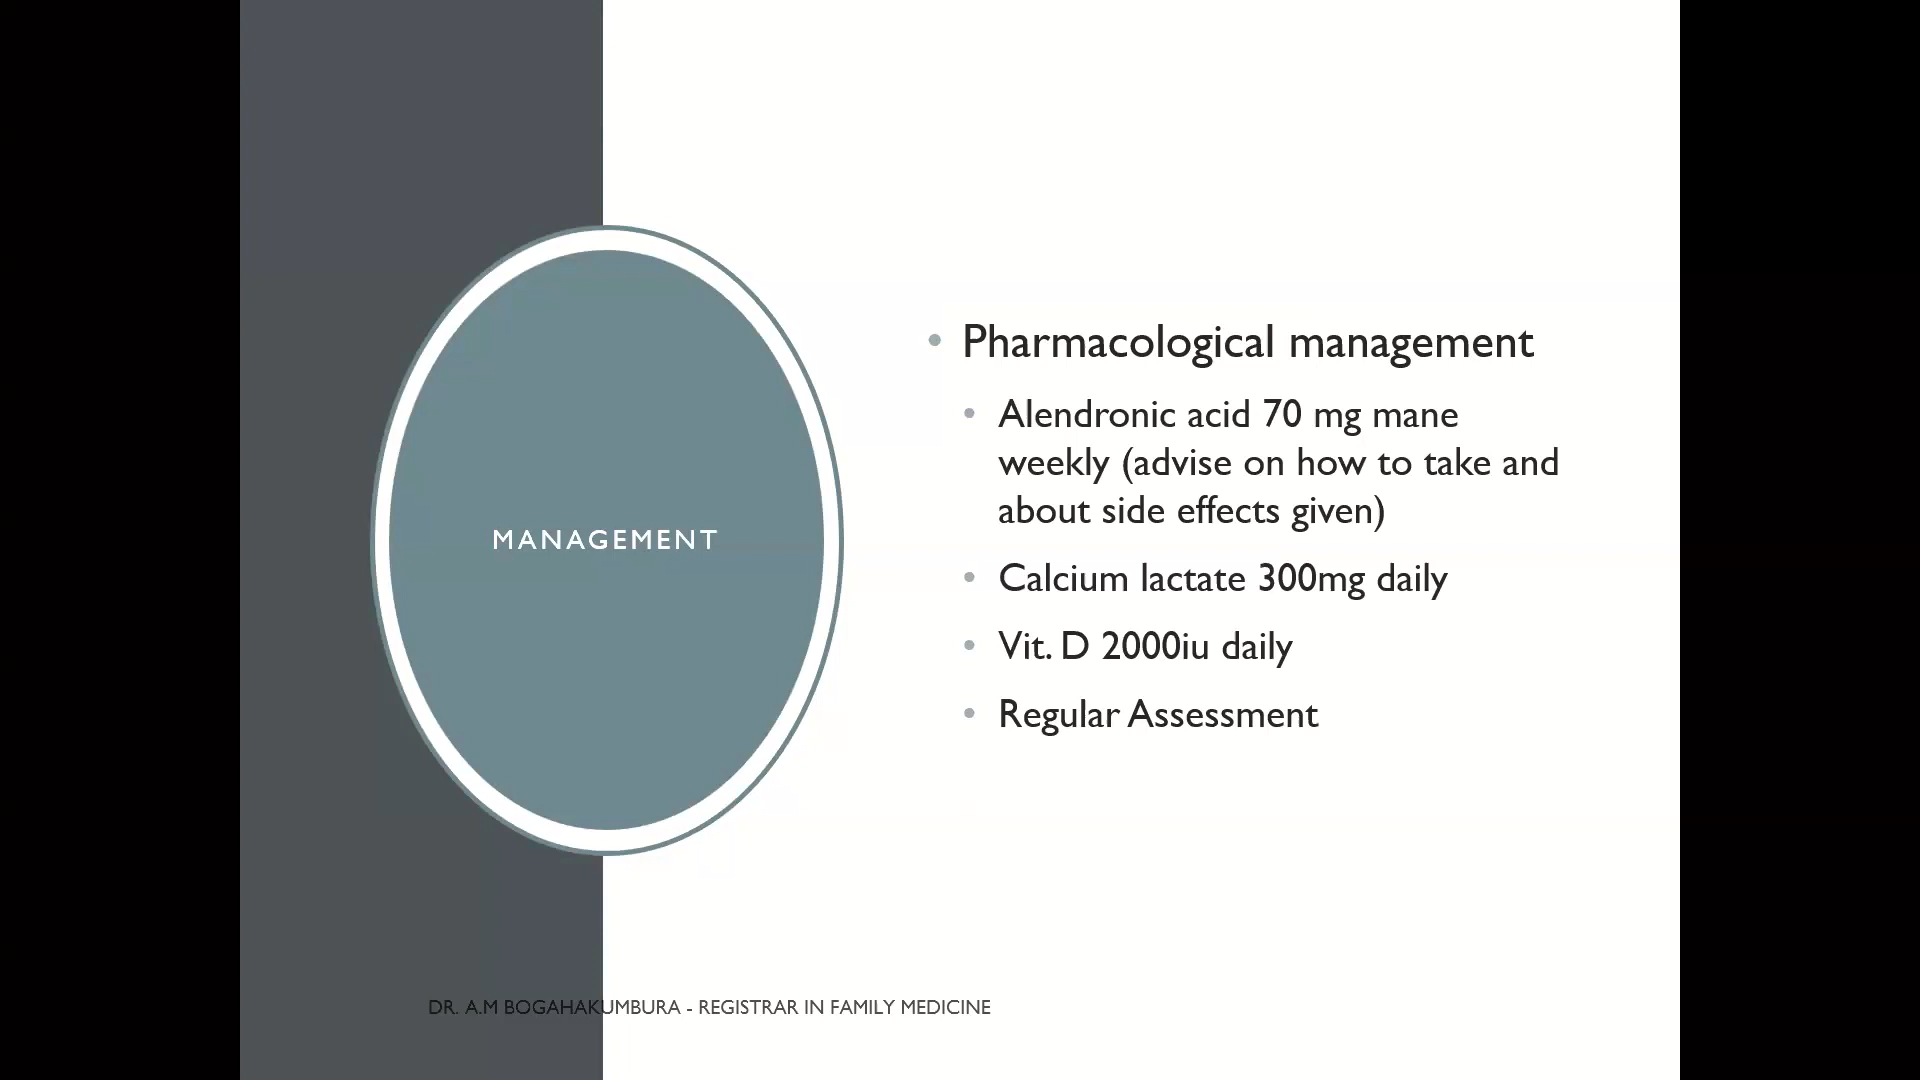 MANAGEMENT
• Pharmacological management
• Alendronic acid 70 mg mane
weekly (advise on how to take and
about side effects given)
• Calcium lactate 300mg daily
• Vit. D 2000iu daily
• Regular Assessment
DR. A.M BOGAHAKUMBURA - REGISTRAR IN FAMILY MEDICINE